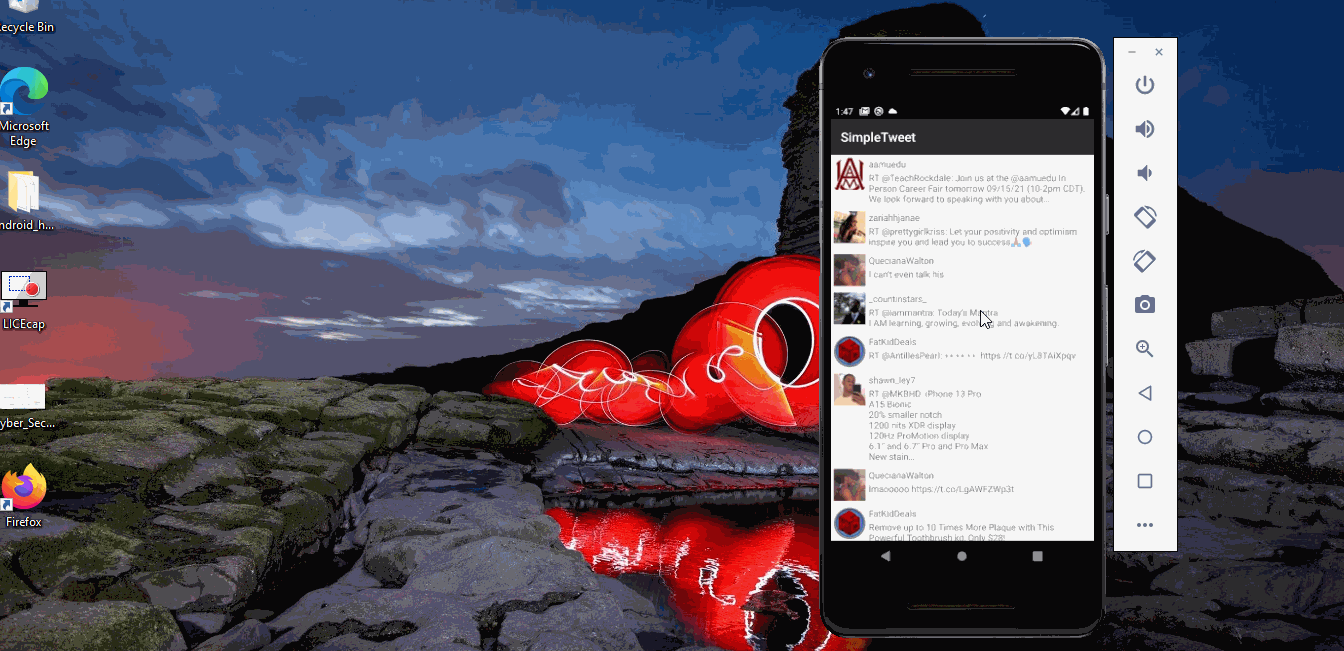 ecycle Bin
Microsoft
Edge
ndroid_h...
LICEcap
yber_Sec...
Firefox
1:47
SimpleTweet
aamuedu
RT @TeachRockdale: Join us at the @aamuedu In
Person Career Fair tomorrow 09/15/21 (10-2pm CDT).
We look forward to speaking with you about...
zariahhjanae
RT @prettygirlkriss: Let your positivity and optimism
inspire you and lead you to success🙏🏽🗣
QuecianaWalton
I can't even talk his
_countinstars_
RT @iammantra: Today's Mantra
I AM learning, growing, evolving, and awakening.
FatKidDeals
RT @AntillesPearl: https://t.co/yL8TAiXpqv
shawn_ley7
RT @MKBHD: iPhone 13 Pro
A15 Bionic
20% smaller notch
1200 nits XDR display
120Hz ProMotion display
6.1" and 6.7" Pro and Pro Max
New stain...
QuecianaWalton
lmaooooo https://t.co/LgAWFZWp3t
FatKidDeals
Remove up to 10 Times More Plaque with This
Powerful Toothbrush kd. Only $28!